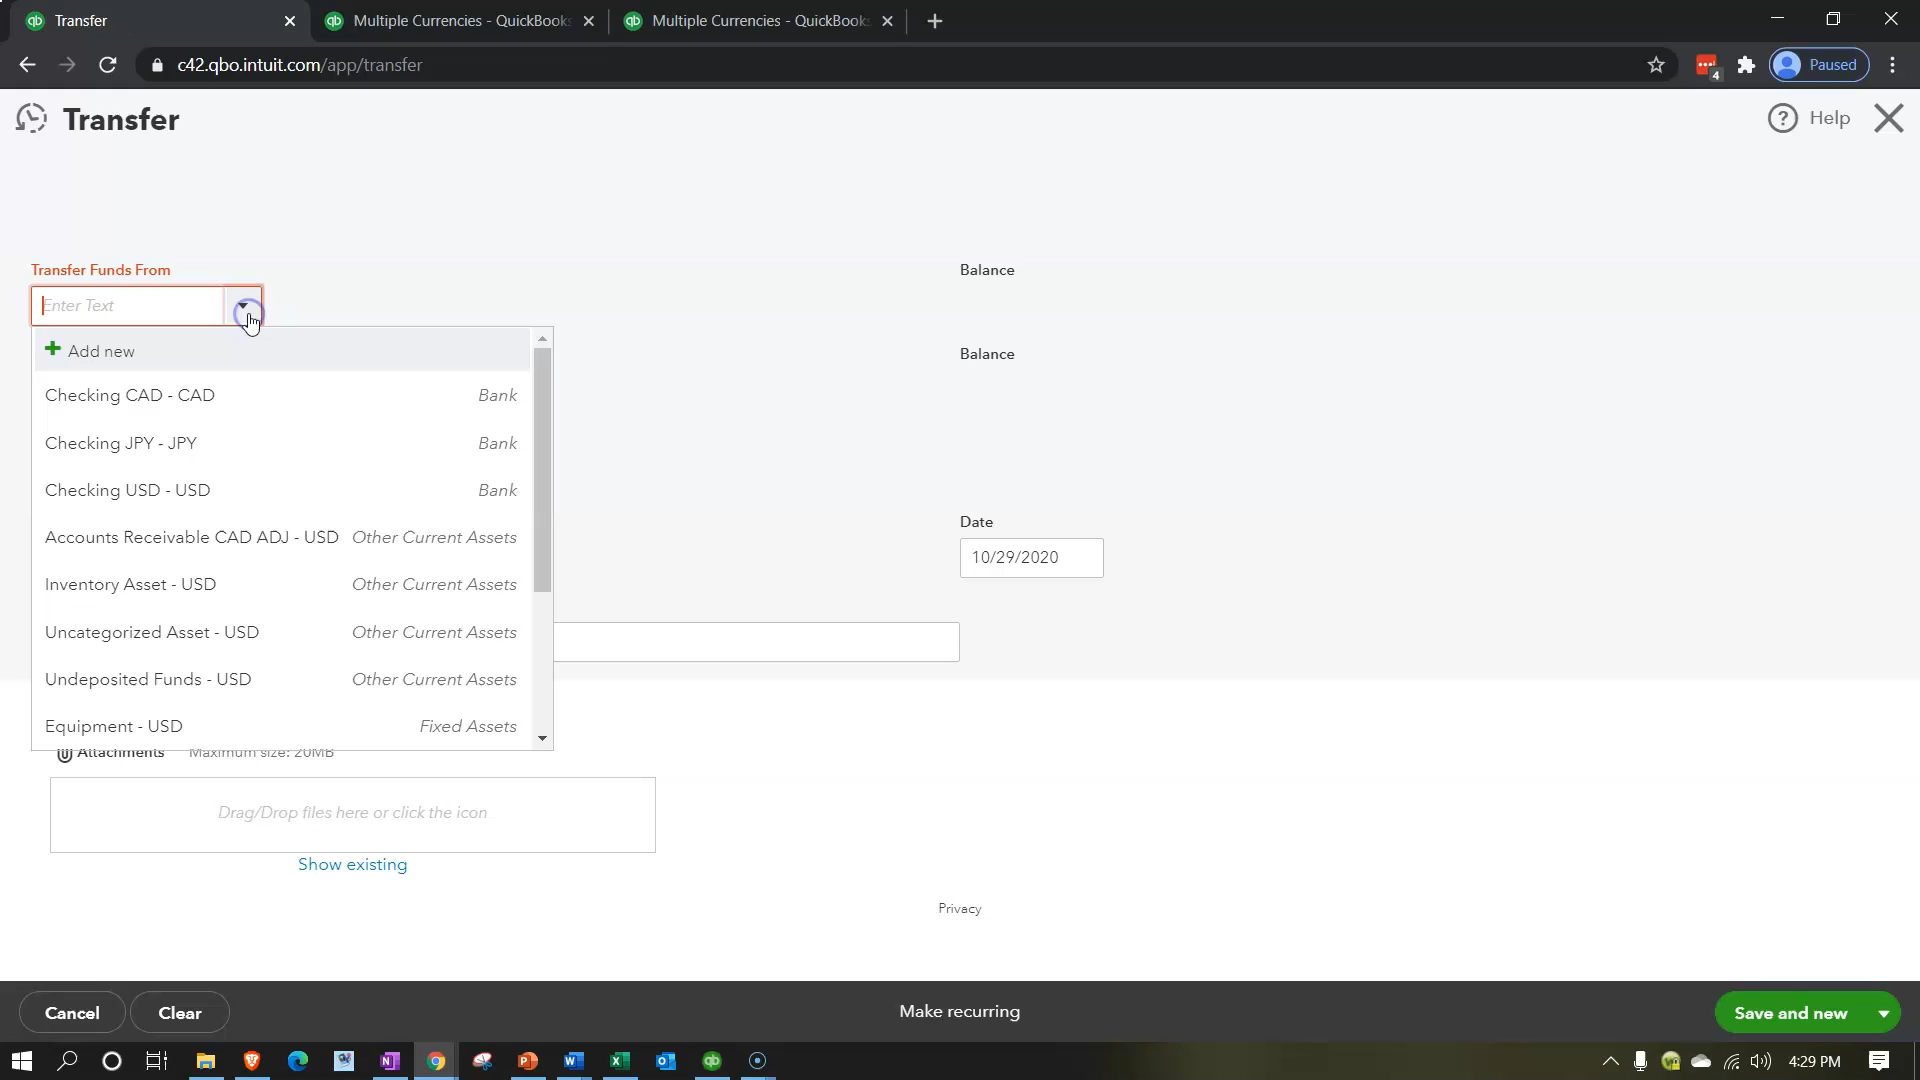 Transfer
Multiple Currencies - QuickBooks
Multiple Currencies - QuickBooks
c42.qbo.intuit.com/app/transfer
4
Paused
Transfer
Help
Transfer Funds From
Balance
Enter Text
Add new
Balance
Checking CAD - CAD Bank
Checking JPY - JPY Bank
Checking USD - USD Bank
Date
Accounts Receivable CAD ADJ - USD Other Current Assets
10/29/2020
Inventory Asset - USD Other Current Assets
Uncategorized Asset - USD Other Current Assets
Undeposited Funds - USD Other Current Assets
Equipment - USD Fixed Assets
Attachments Maximum size: 20MB
Drag/Drop files here or click the icon
Show existing
Privacy
Cancel
Clear
Make recurring
Save and new
4:29 PM